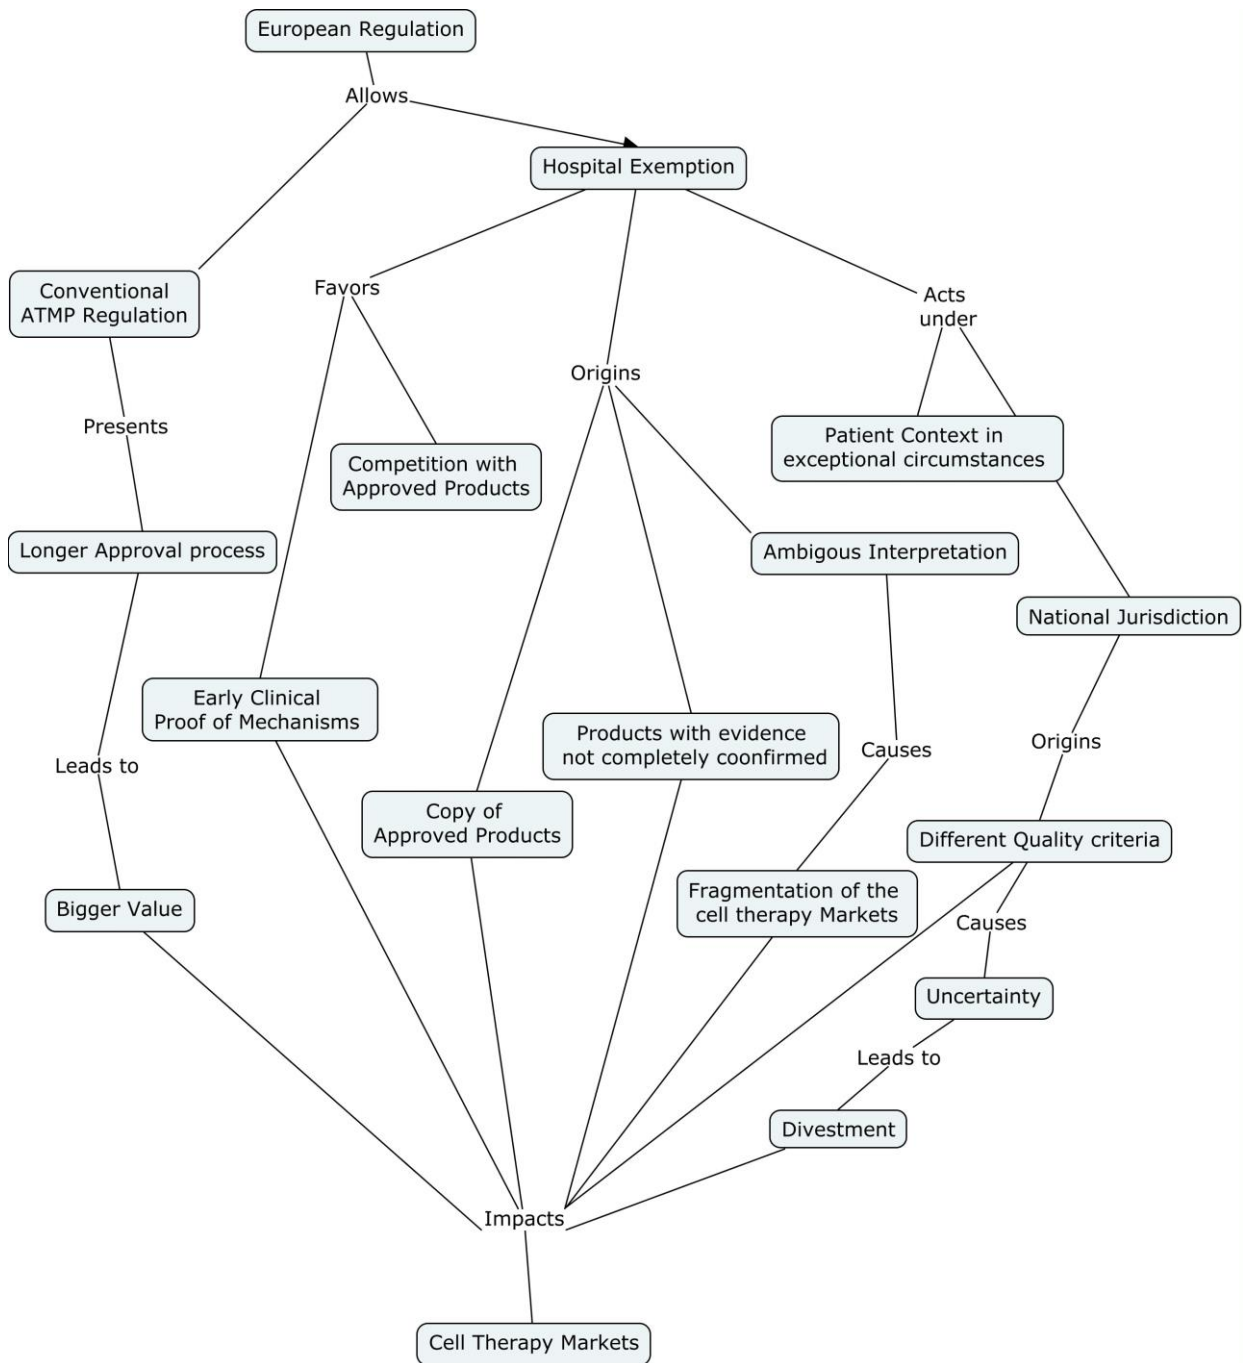 European Regulation
Allows
Hospital Exemption
Conventional
ATMP Regulation
Favors
Acts
under
Origins
Presents
Patient Context in
exceptional circumstances
Competition with
Approved Products
Longer Approval process
Ambigous Interpretation
National Jurisdiction
Early Clinical
Proof of Mechanisms
Products with evidence
not completely coonfirmed
Causes
Origins
Leads to
Copy of
Approved Products
Different Quality criteria
Bigger Value
Fragmentation of the
cell therapy Markets
Causes
Uncertainty
Leads to
Divestment
Impacts
Cell Therapy Markets